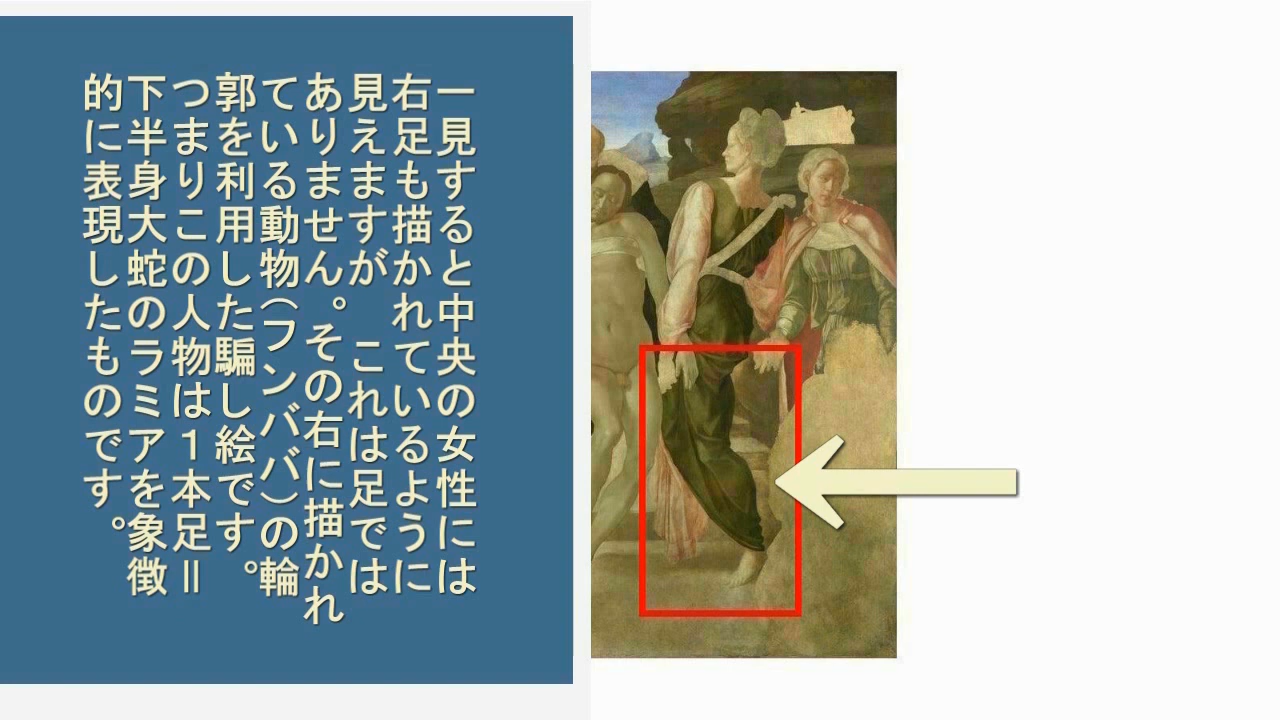 一見すると中央の女性には
右足も描かれているように
見えますが　これは足では
ありません。その右に描かれ
ている動物（フンババ）の輪
郭を利用した騙し絵です。
つまりこの人物は１本足＝
下半身大蛇のラミアを象徴
的に表現したものです。